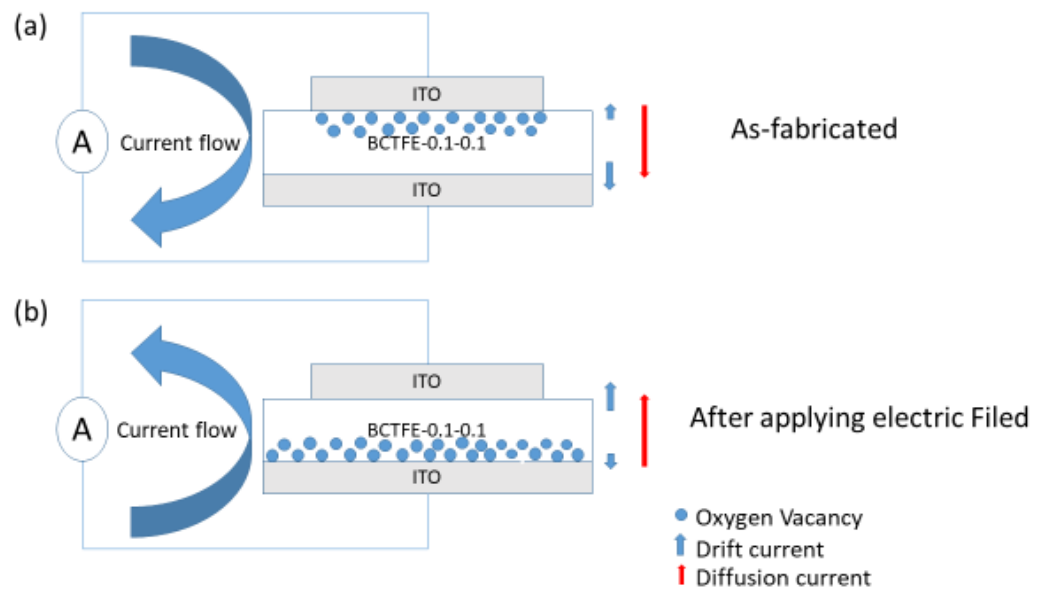 (a)
ITO
A
Current flow
BCTFE-0.1-0.1
ITO
As-fabricated
(b)
ITO
A
Current flow
BCTFE-0.1-0.1
ITO
After applying electric Filed
Oxygen Vacancy
Drift current
Diffusion current